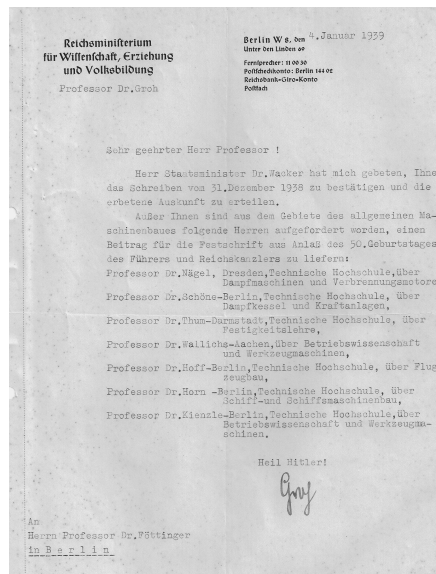 Reichsministerium
für Wissenschaft, Erziehung
und Volksbildung
Professor Dr.Groh
Berlin W 8, den 4.Januar 1939
Unter den Linden 69
Fernsprecher: 11 00 30
Postscheckkonto: Berlin 144 02
Reichsbank-Giro-Konto
Postfach
Sehr geehrter Herr Professor !
Herr Staatsminister Dr.Wacker hat mich gebeten, Ihne
das Schreiben vom 31.Dezember 1938 zu bestätigen und die
erbetene Auskunft zu erteilen.
Außer Ihnen sind aus dem Gebiete des allgemeinen Ma-
schinenbaues folgende Herren aufgefordert worden, einen
Beitrag für die Festschrift aus Anlaß des 50.Geburtstages
des Führers und Reichskanzlers zu liefern:
Professor Dr.Nägel, Dresden,Technische Hochschule,über
Dampfmaschinen und Verbrennungsmotore
Professor Dr.Schöne-Berlin,Technische Hochschule, über
Dampfkessel und Kraftanlagen,
Professor Dr.Thum-Darmstadt,Technische Hochschule, über
Festigkeitslehre,
Professor Dr.Wallichs-Aachen,über Betriebswissenschaft
und Werkzeugmaschinen,
Professor Dr.Hoff-Berlin,Technische Hochschule, über Flug
zeugbau,
Professor Dr.Horn -Berlin,Technische Hochschule, über
Schiff-und Schiffsmaschinenbau,
Professor Dr.Kienzle-Berlin,Technische Hochschule,über
Betriebswissenschaft und Werkzeugma-
schinen.
Heil Hitler!
Groh
An
Herrn Professor Dr.Föttinger
in Berlin